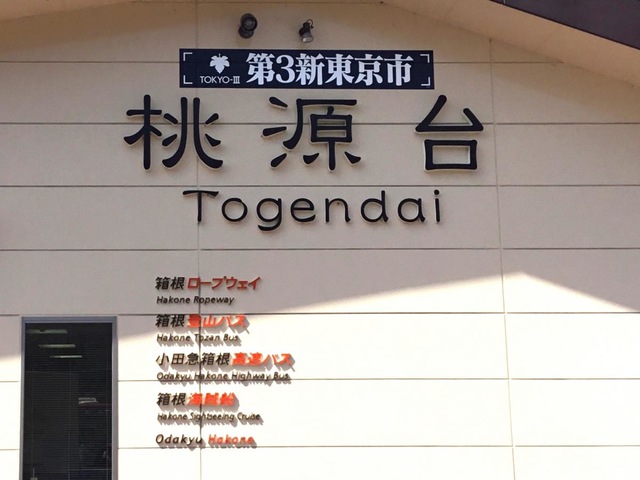 TOKYO-III 第3新東京市
桃源台
Togendai
箱根ロープウェイ
Hakone Ropeway
箱根登山バス
Hakone Tozan Bus
小田急箱根高速バス
Odakyu Hakone Highway Bus
箱根海賊船
Hakone Sightseeing Cruise
Odakyu Hakone